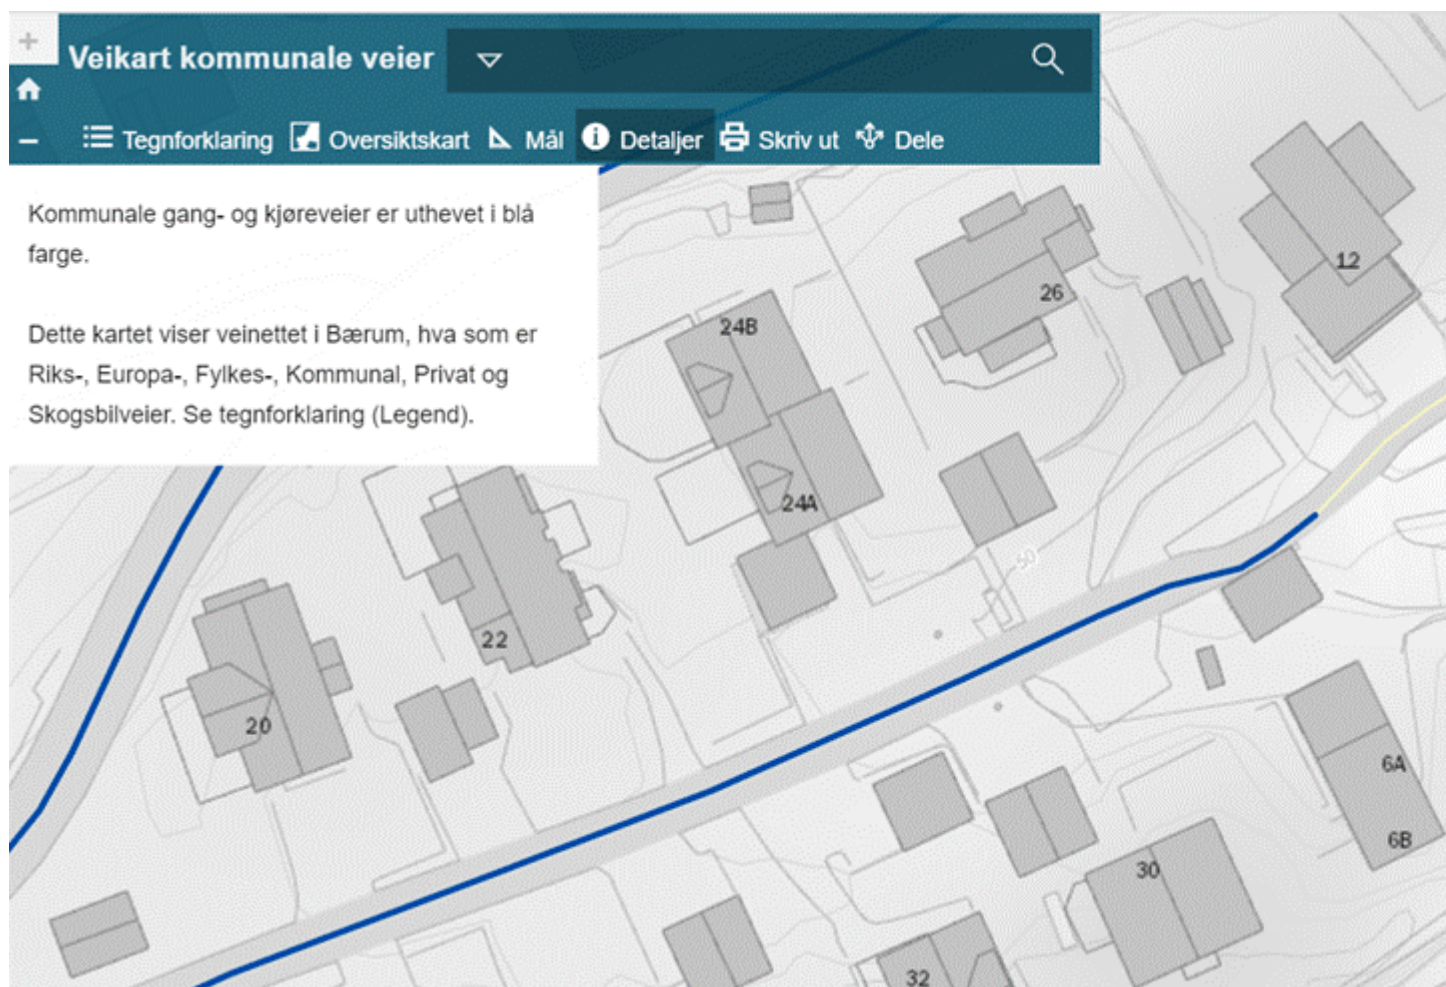 Veikart kommunale veier
Tegnforklaring Oversiktskart Mål Detaljer Skriv ut Dele
Kommunale gang- og kjøreveier er uthevet i blå
farge.
Dette kartet viser veinettet i Bærum, hva som er
Riks-, Europa-, Fylkes-, Kommunal, Privat og
Skogsbilveier. Se tegnforklaring (Legend).
12
26
24B
24A
50
22
20
6A
6B
30
32